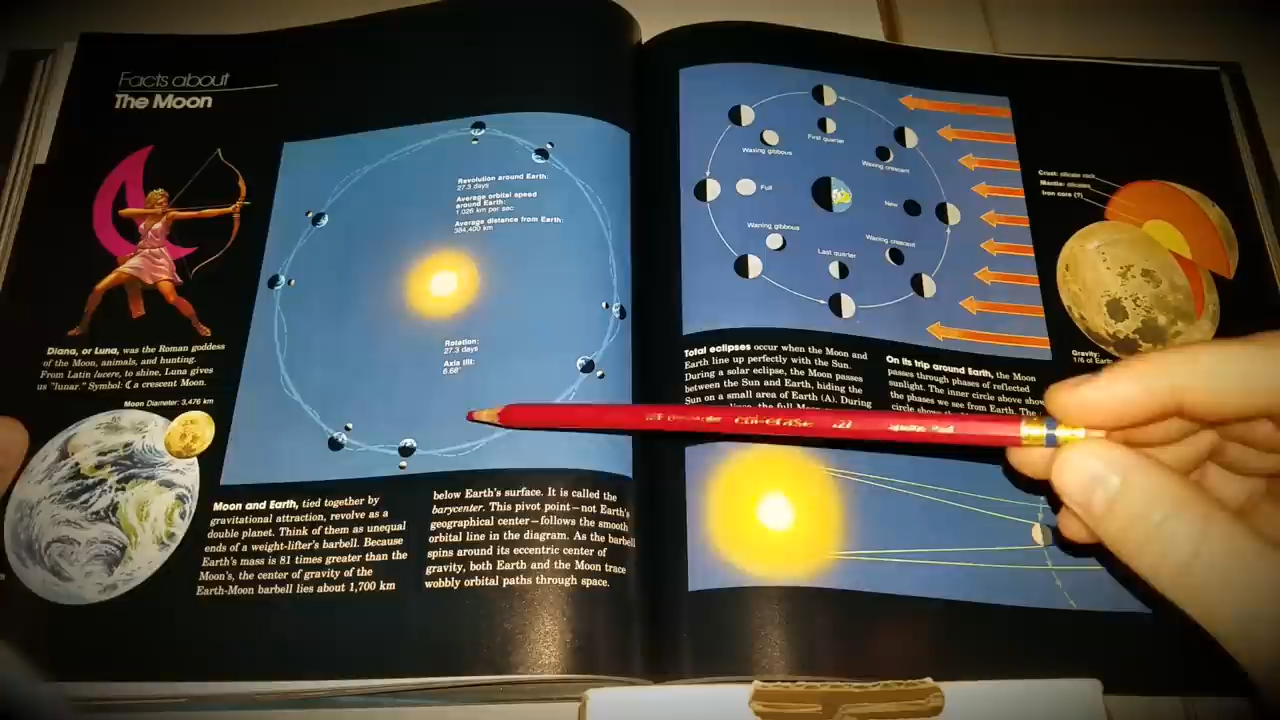 Facts about
The Moon
Diana, or Luna, was the Roman goddess
of the Moon, animals, and hunting.
From Latin lucere, to shine, Luna gives
us "lunar." Symbol: ☾ a crescent Moon.
Moon Diameter: 3,476 km
Revolution around Earth:
27.3 days
Average orbital speed
around Earth:
1.026 km per sec
Average distance from Earth:
384,400 km
Rotation:
27.3 days
Axis tilt:
6.68°
Moon and Earth, tied together by
gravitational attraction, revolve as a
double planet. Think of them as unequal
ends of a weight-lifter's barbell. Because
Earth's mass is 81 times greater than the
Moon's, the center of gravity of the
Earth-Moon barbell lies about 1,700 km
below Earth's surface. It is called the
barycenter. This pivot point—not Earth's
geographical center—follows the smooth
orbital line in the diagram. As the barbell
spins around its eccentric center of
gravity, both Earth and the Moon trace
wobbly orbital paths through space.
First quarter
Waxing gibbous
Waxing crescent
Full
New
Waning gibbous
Waning crescent
Last quarter
Crust: silicate rock
Mantle: silicates
Iron core (?)
Gravity:
1/6 of Earth
Total eclipses occur when the Moon and
Earth line up perfectly with the Sun.
During a solar eclipse, the Moon passes
between the Sun and Earth, hiding the
Sun on a small area of Earth (A). During
the full Moon
On its trip around Earth, the Moon
passes through phases of reflected
sunlight. The inner circle above show
the phases we see from Earth. The
circle
col-erase